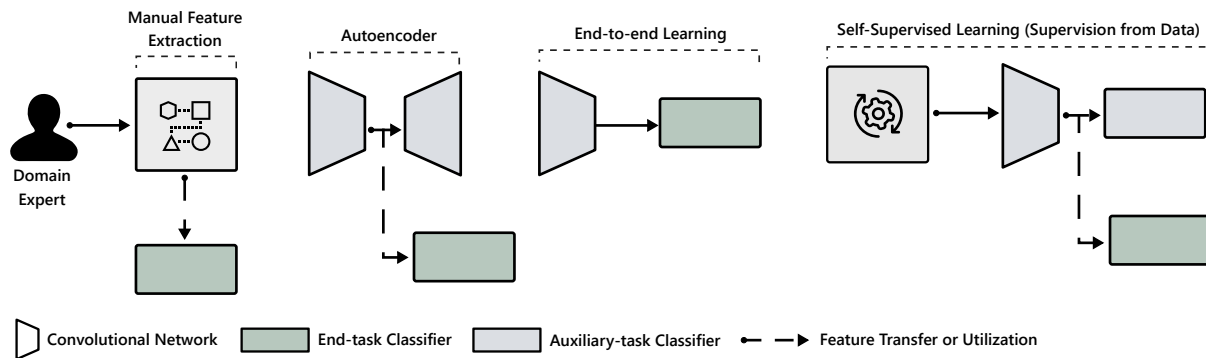 Manual Feature
Extraction
Autoencoder
End-to-end Learning
Self-Supervised Learning (Supervision from Data)
Domain
Expert
Convolutional Network
End-task Classifier
Auxiliary-task Classifier
Feature Transfer or Utilization